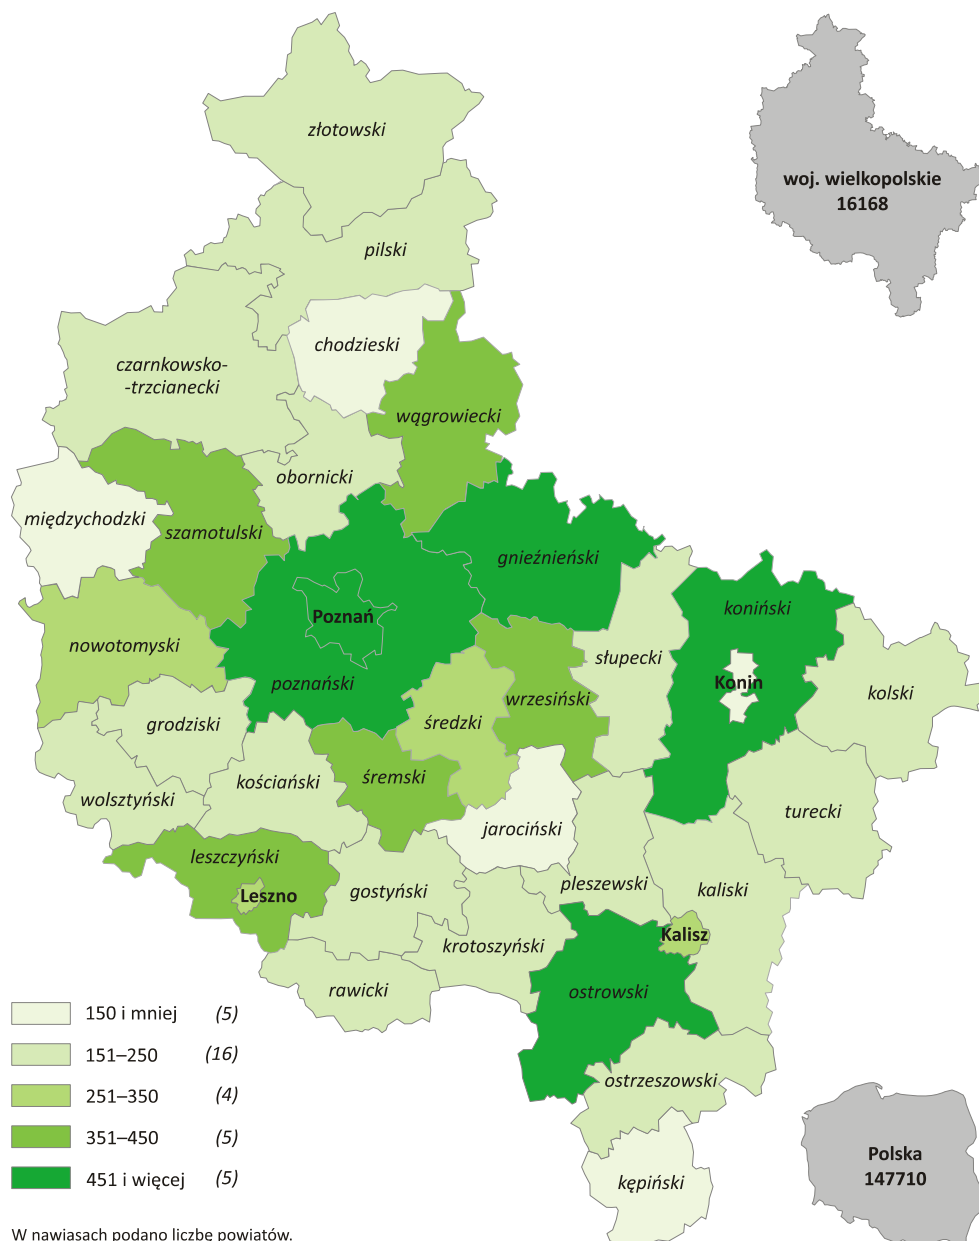 złotowski
woj. wielkopolskie
16168
pilski
chodzieski
czarnkowsko-
-trzcianecki
wągrowiecki
obornicki
międzychodzki
szamotulski
gnieźnieński
koniński
Poznań
nowotomyski
słupecki
poznański
Konin
kolski
wrzesiński
średzki
grodziski
śremski
kościański
wolsztyński
turecki
jarociński
leszczyński
pleszewski
kaliski
gostyński
Leszno
Kalisz
krotoszyński
rawicki
ostrowski
150 i mniej (5)
151–250 (16)
ostrzeszowski
251–350 (4)
351–450 (5)
Polska
147710
451 i więcej (5)
kępiński
W nawiasach podano liczbę powiatów.